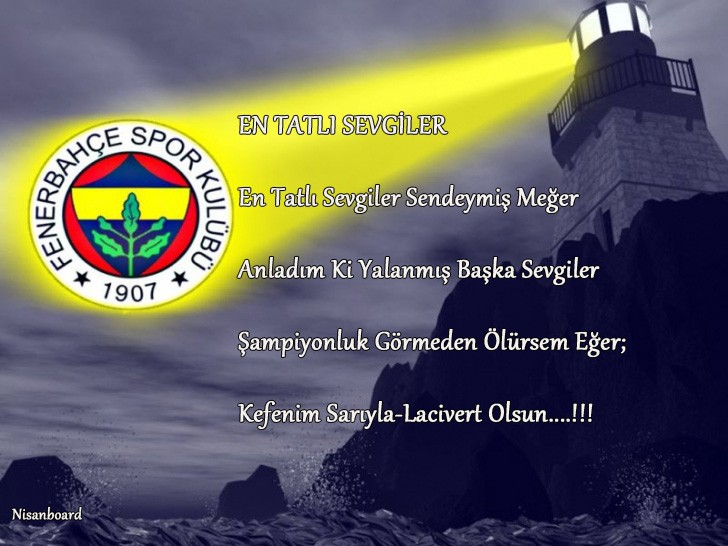 FENERBAHÇE SPOR KULÜBÜ
★ 1907 ★
EN TATLI SEVGİLER
En Tatlı Sevgiler Sendeymiş Meğer
Anladım Ki Yalanmış Başka Sevgiler
Şampiyonluk Görmeden Ölürsem Eğer;
Kefenim Sarıyla-Lacivert Olsun....!!!
Nisanboard